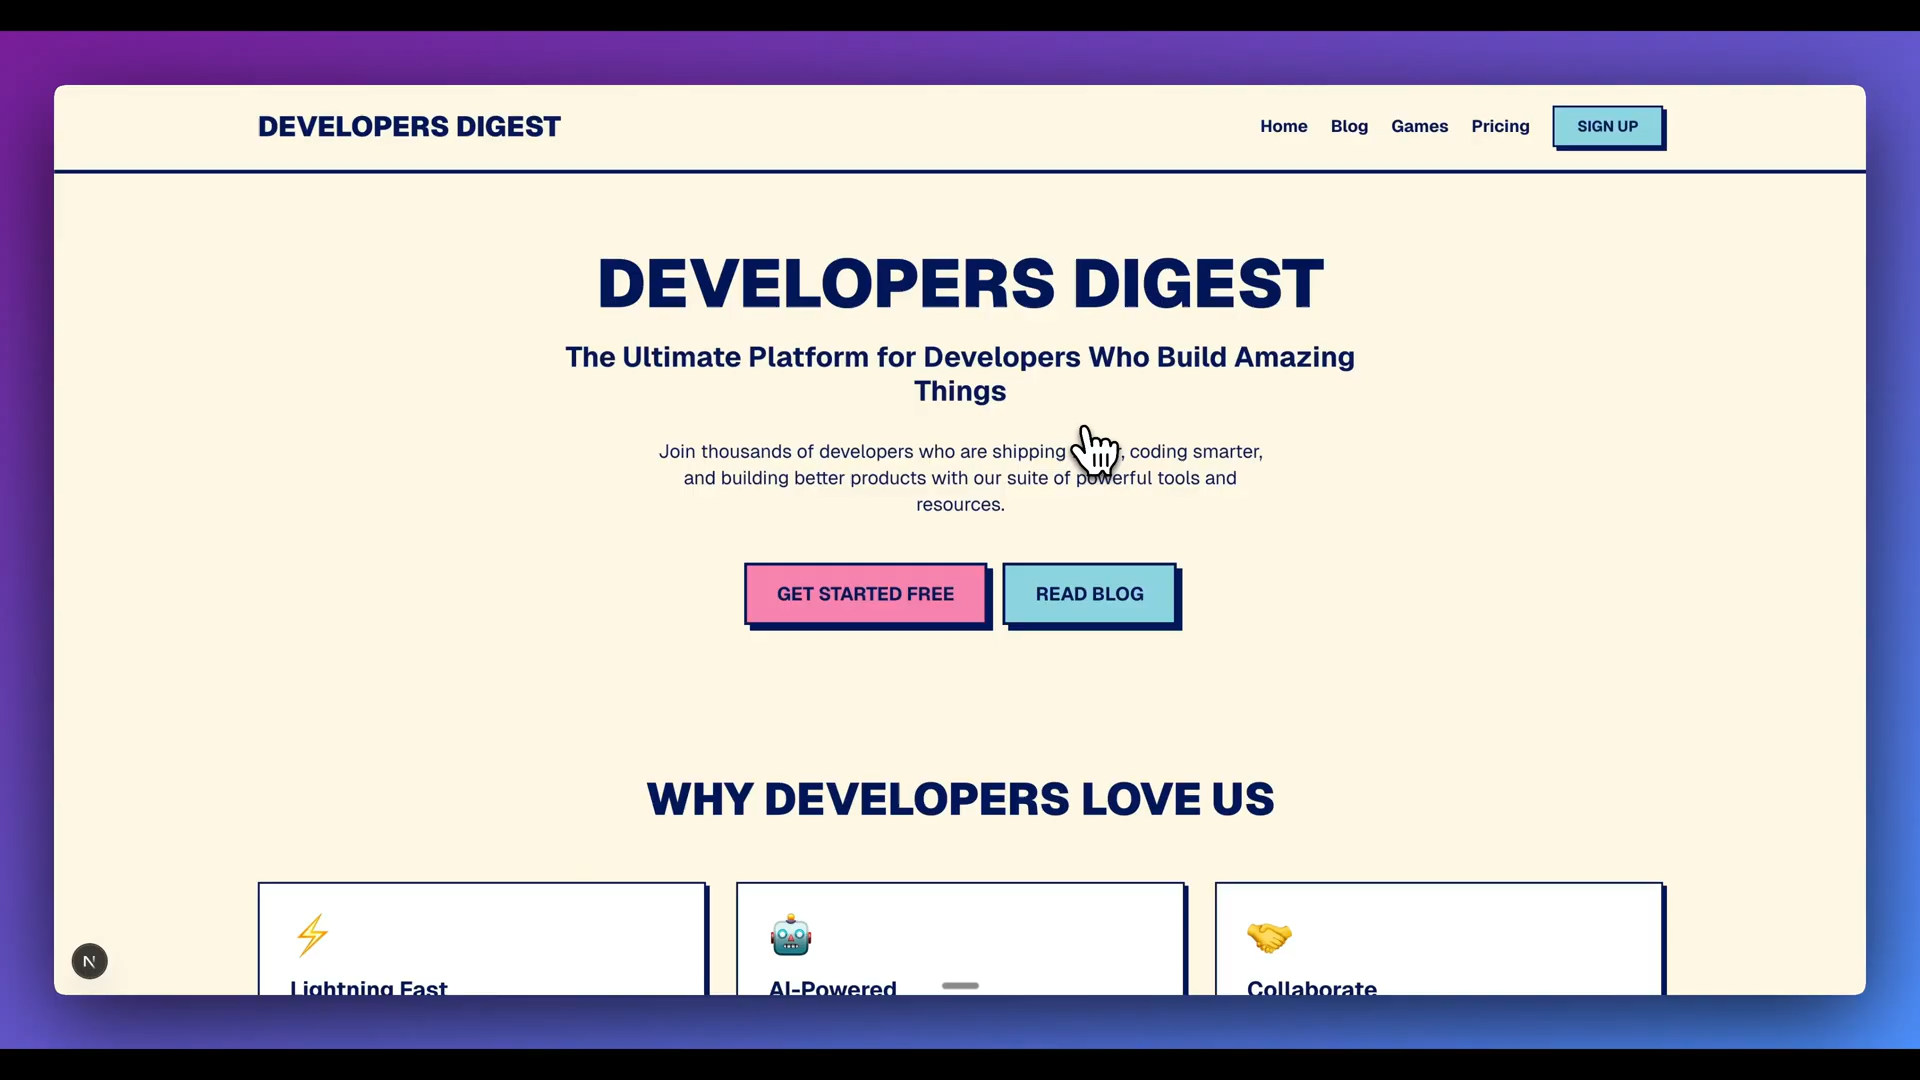 DEVELOPERS DIGEST
Home
Blog
Games
Pricing
SIGN UP
DEVELOPERS DIGEST
The Ultimate Platform for Developers Who Build Amazing
Things
Join thousands of developers who are shipping , coding smarter,
and building better products with our suite of powerful tools and
resources.
GET STARTED FREE
READ BLOG
WHY DEVELOPERS LOVE US
Lightning Fast
AI-Powered
Collaborate
N